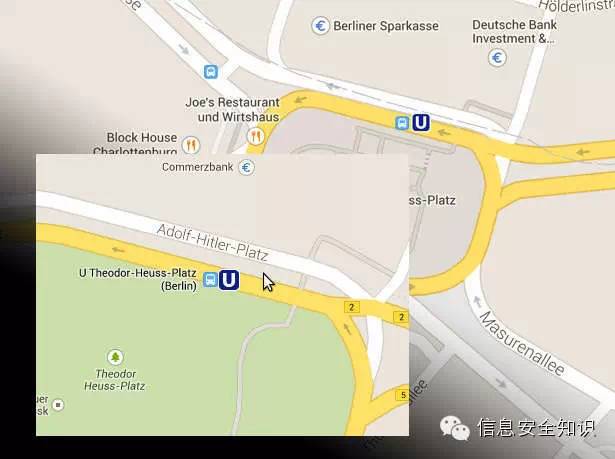 Hölderlinstr
Berliner Sparkasse
Deutsche Bank
Investment &...
Joe's Restaurant
und Wirtshaus
Block House
Charlottenburg
Commerzbank
ss-Platz
Adolf-Hitler-Platz
U Theodor-Heuss-Platz
(Berlin)
U
U
2
2
Masurenallee
Theodor
Heuss-Platz
5
信息安全知识